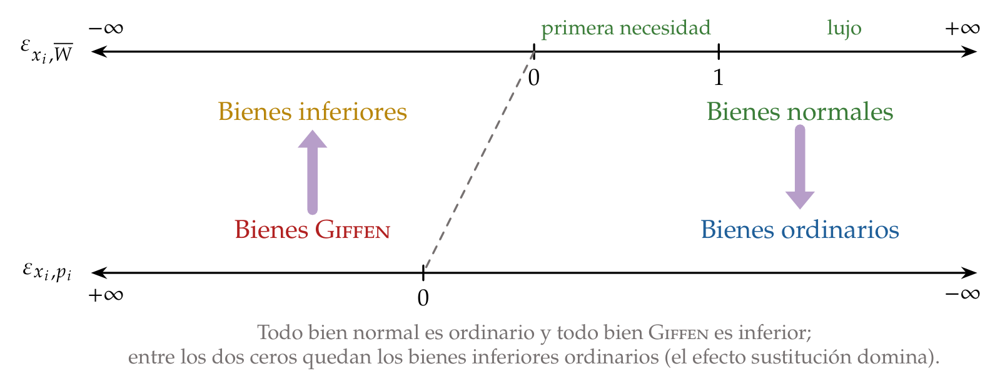 −∞ primera necesidad lujo +∞
ε_{x_i, \overline{W}}
0 1
Bienes inferiores Bienes normales
Bienes Giffen Bienes ordinarios
ε_{x_i, p_i}
+∞ 0 −∞
Todo bien normal es ordinario y todo bien Giffen es inferior;
entre los dos ceros quedan los bienes inferiores ordinarios (el efecto sustitución domina).